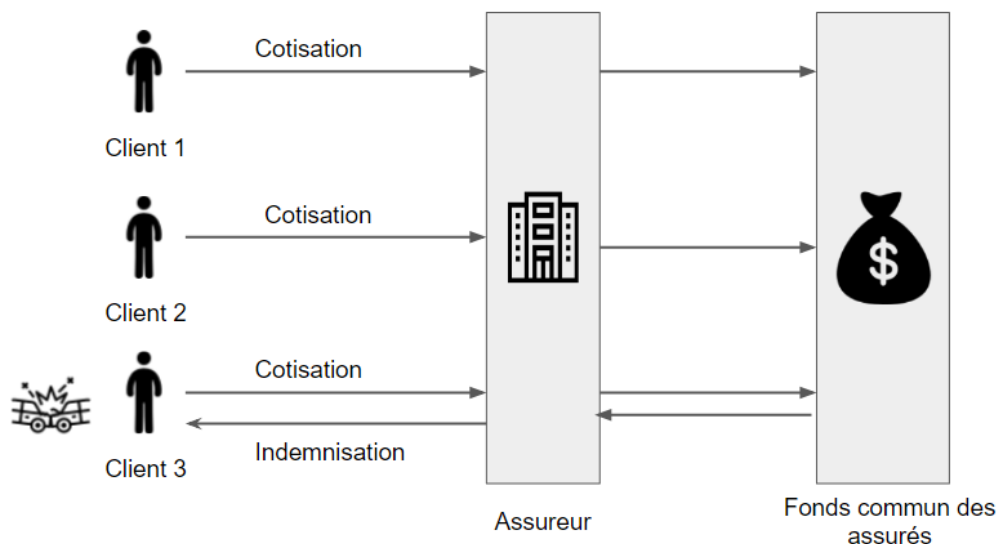 Cotisation
Client 1
Cotisation
Client 2
Cotisation
Indemnisation
Client 3
Assureur
Fonds commun des
assurés
$